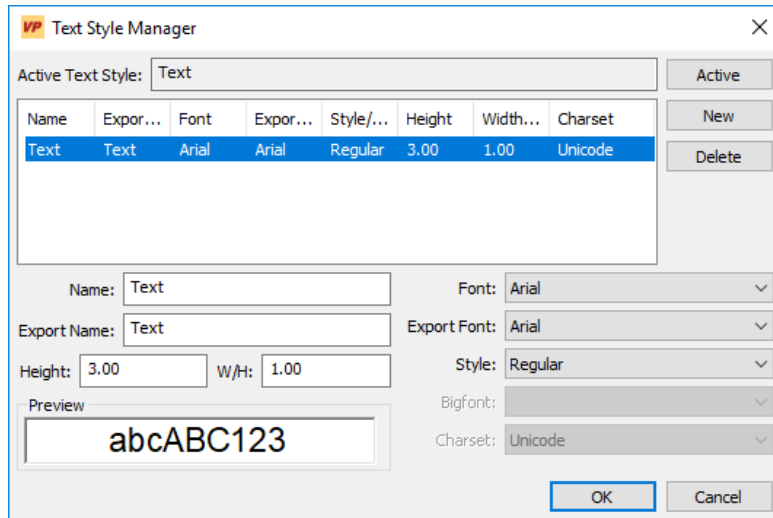 VP Text Style Manager
Active Text Style: Text Active
Name Expor... Font Expor... Style/... Height Width... Charset New
Text Text Arial Arial Regular 3.00 1.00 Unicode
Delete
Name: Text Font: Arial
Export Name: Text Export Font: Arial
Height: 3.00 W/H: 1.00 Style: Regular
Preview Bigfont:
abcABC123 Charset: Unicode
OK Cancel